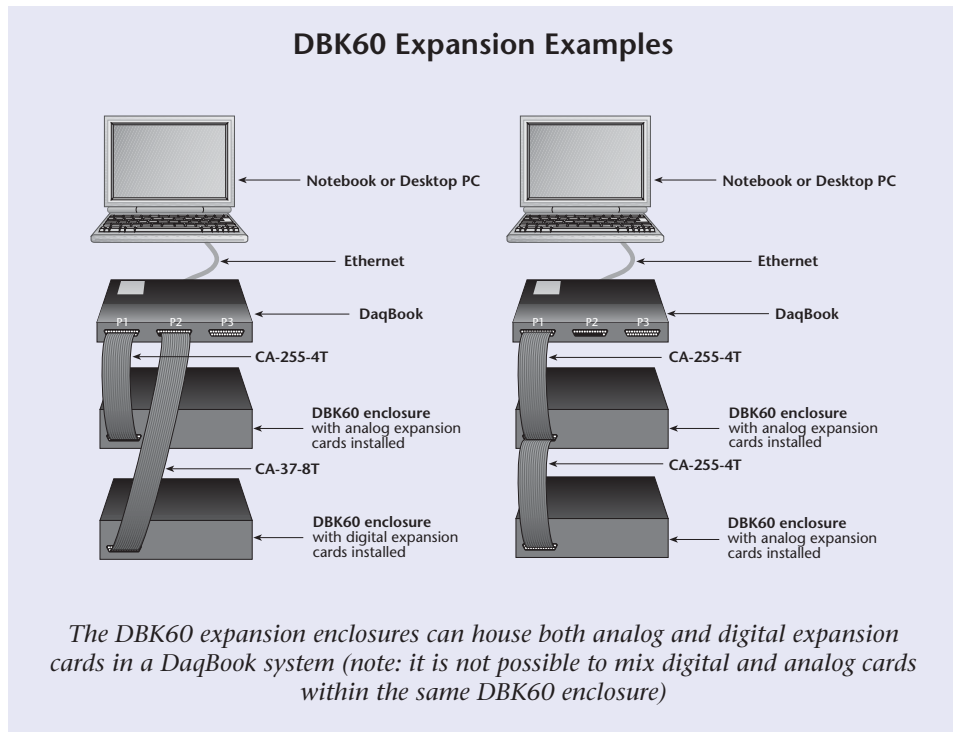 DBK60 Expansion Examples
Notebook or Desktop PC
Ethernet
DaqBook
P1 P2 P3
CA-255-4T
DBK60 enclosure
with analog expansion
cards installed
CA-37-8T
DBK60 enclosure
with digital expansion
cards installed
Notebook or Desktop PC
Ethernet
DaqBook
P1 P2 P3
CA-255-4T
DBK60 enclosure
with analog expansion
cards installed
CA-255-4T
DBK60 enclosure
with analog expansion
cards installed
The DBK60 expansion enclosures can house both analog and digital expansion
cards in a DaqBook system (note: it is not possible to mix digital and analog cards
within the same DBK60 enclosure)